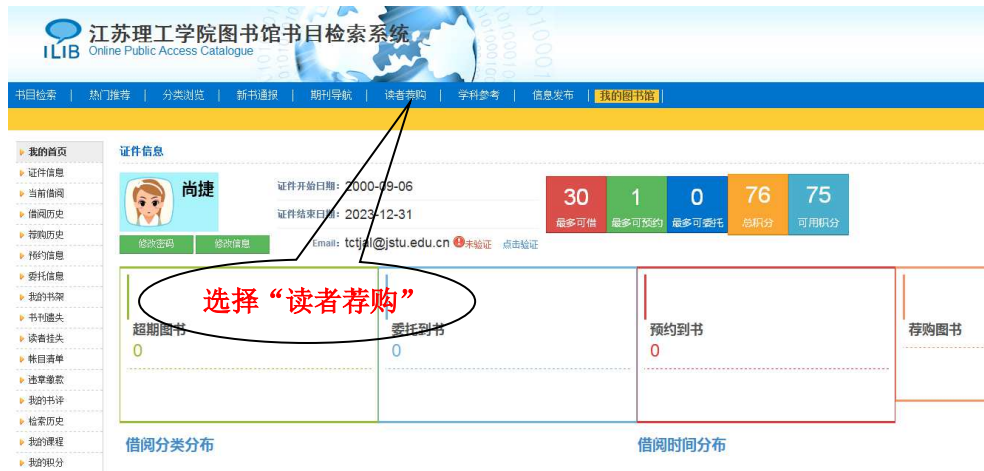 ILIB
江苏理工学院图书馆书目检索系统
Online Public Access Catalogue
书目检索 | 热门推荐 | 分类浏览 | 新书通报 | 期刊导航 | 读者荐购 | 学科参考 | 信息发布 | 我的图书馆 |
我的首页
证件信息
当前借阅
借阅历史
荐购历史
预约信息
委托信息
我的书架
书刊遗失
读者挂失
帐目清单
违章缴款
我的书评
检索历史
我的课程
我的积分
证件信息
尚捷
修改密码
修改信息
证件开始日期: 2000-09-06
证件结束日期: 2023-12-31
Email: tctjal@jstu.edu.cn 未验证 点击验证
30
最多可借
1
最多可预约
0
最多可委托
76
总积分
75
可用积分
选择“读者荐购”
超期图书
0
委托到书
0
预约到书
0
荐购图书
借阅分类分布
借阅时间分布